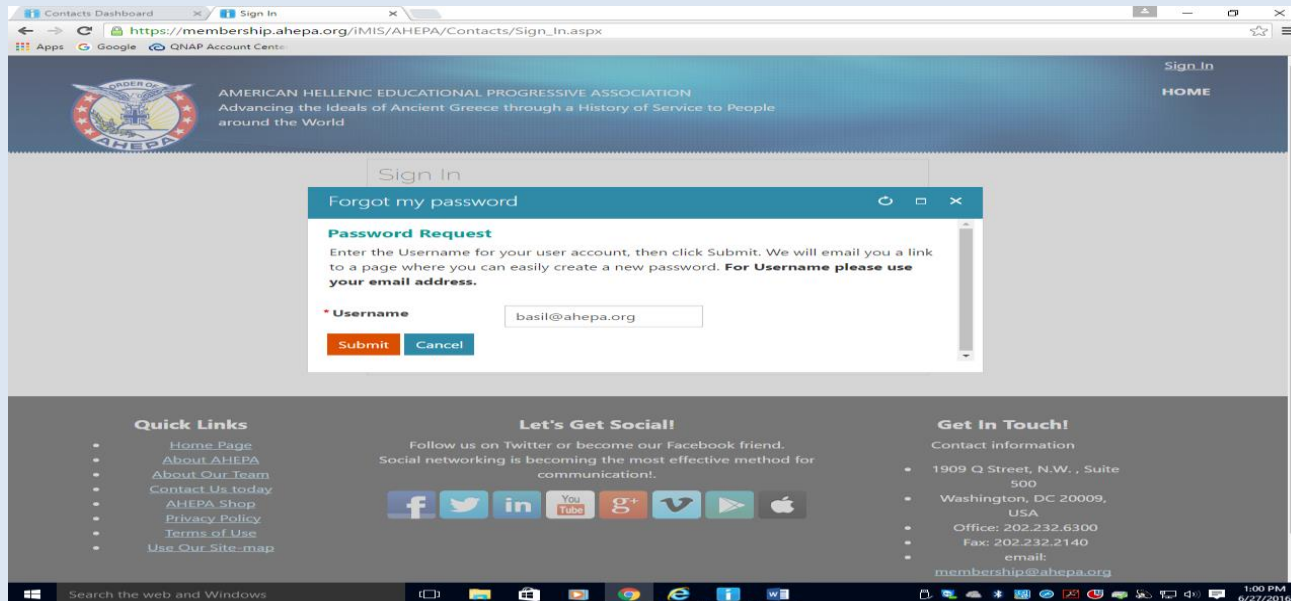 Contacts Dashboard
Sign In
https://membership.ahepa.org/iMIS/AHEPA/Contacts/Sign_In.aspx
Apps Google QNAP Account Cente
Sign In
HOME
ORDER OF
AHEPA
AMERICAN HELLENIC EDUCATIONAL PROGRESSIVE ASSOCIATION
Advancing the Ideals of Ancient Greece through a History of Service to People
around the World
Sign In
Forgot my password
Password Request
Enter the Username for your user account, then click Submit. We will email you a link
to a page where you can easily create a new password. For Username please use
your email address.
* Username
basil@ahepa.org
Submit Cancel
Quick Links
Home Page
About AHEPA
About Our Team
Contact Us today
AHEPA Shop
Privacy Policy
Terms of Use
Use Our Site-map
Let's Get Social!
Follow us on Twitter or become our Facebook friend.
Social networking is becoming the most effective method for
communication!.
f in You Tube g+
Get In Touch!
Contact information
1909 Q Street, N.W. , Suite
500
Washington, DC 20009,
USA
Office: 202.232.6300
Fax: 202.232.2140
email:
membership@ahepa.org
Search the web and Windows
1:00 PM
6/27/2016